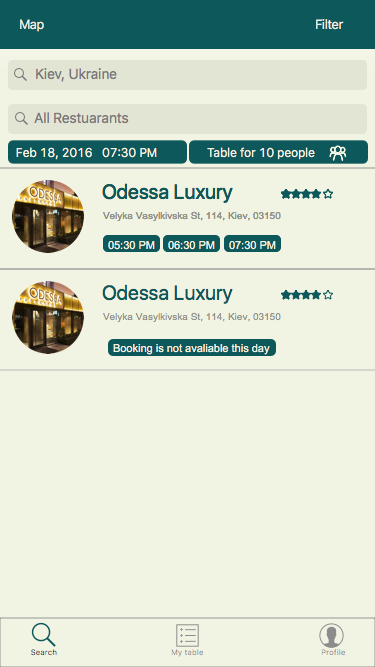 Map Filter
Kiev, Ukraine
All Restuarants
Feb 18, 2016 07:30 PM Table for 10 people
ODESSA
Odessa Luxury
Velyka Vasylkivska St, 114, Kiev, 03150
05:30 PM 06:30 PM 07:30 PM
ODESSA
Odessa Luxury
Velyka Vasylkivska St, 114, Kiev, 03150
Booking is not avaliable this day
Search My table Profile